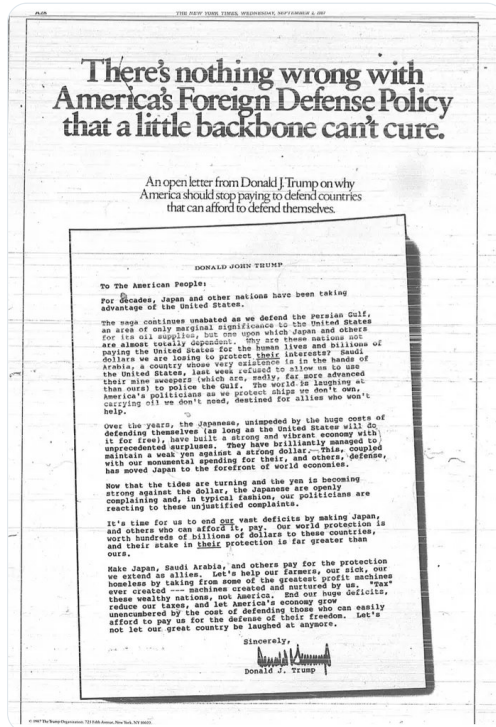 THE NEW YORK TIMES, WEDNESDAY, SEPTEMBER 2, 1987
There's nothing wrong with
America's Foreign Defense Policy
that a little backbone can't cure.
An open letter from Donald J. Trump on why
America should stop paying to defend countries
that can afford to defend themselves.
DONALD JOHN TRUMP
To The American People:
For decades, Japan and other nations have been taking
advantage of the United States.
The saga continues unabated as we defend the Persian Gulf,
an area of only marginal significance to the United States
for its oil supplies, but one upon which Japan and others
are almost totally dependent. Why are these nations not
paying the United States for the human lives and billions of
dollars we are losing to protect their interests? Saudi
Arabia, a country whose very existence is in the hands of
the United States, last week refused to allow us to use
their mine sweepers (which are, sadly, far more advanced
than ours) to police the Gulf. The world is laughing at
America's politicians as we protect ships we don't own,
carrying oil we don't need, destined for allies who won't
help.
Over the years, the Japanese, unimpeded by the huge costs of
defending themselves (as long as the United States will do
it for free), have built a strong and vibrant economy with
unprecedented surpluses. They have brilliantly managed to
maintain a weak yen against a strong dollar. This, coupled
with our monumental spending for their, and others, defense,
has moved Japan to the forefront of world economies.
Now that the tides are turning and the yen is becoming
strong against the dollar, the Japanese are openly
complaining and, in typical fashion, our politicians are
reacting to these unjustified complaints.
It's time for us to end our vast deficits by making Japan,
and others who can afford it, pay. Our world protection is
worth hundreds of billions of dollars to these countries,
and their stake in their protection is far greater than
ours.
Make Japan, Saudi Arabia, and others pay for the protection
we extend as allies. Let's help our farmers, our sick, our
homeless by taking from some of the greatest profit machines
ever created --- machines created and nurtured by us. "Tax"
these wealthy nations, not America. End our huge deficits,
reduce our taxes, and let America's economy grow
unencumbered by the cost of defending those who can easily
afford to pay us for the defense of their freedom. Let's
not let our great country be laughed at anymore.
Sincerely,
Donald J. Trump
© 1987 The Trump Organization, 725 Fifth Avenue, New York, NY 10022.